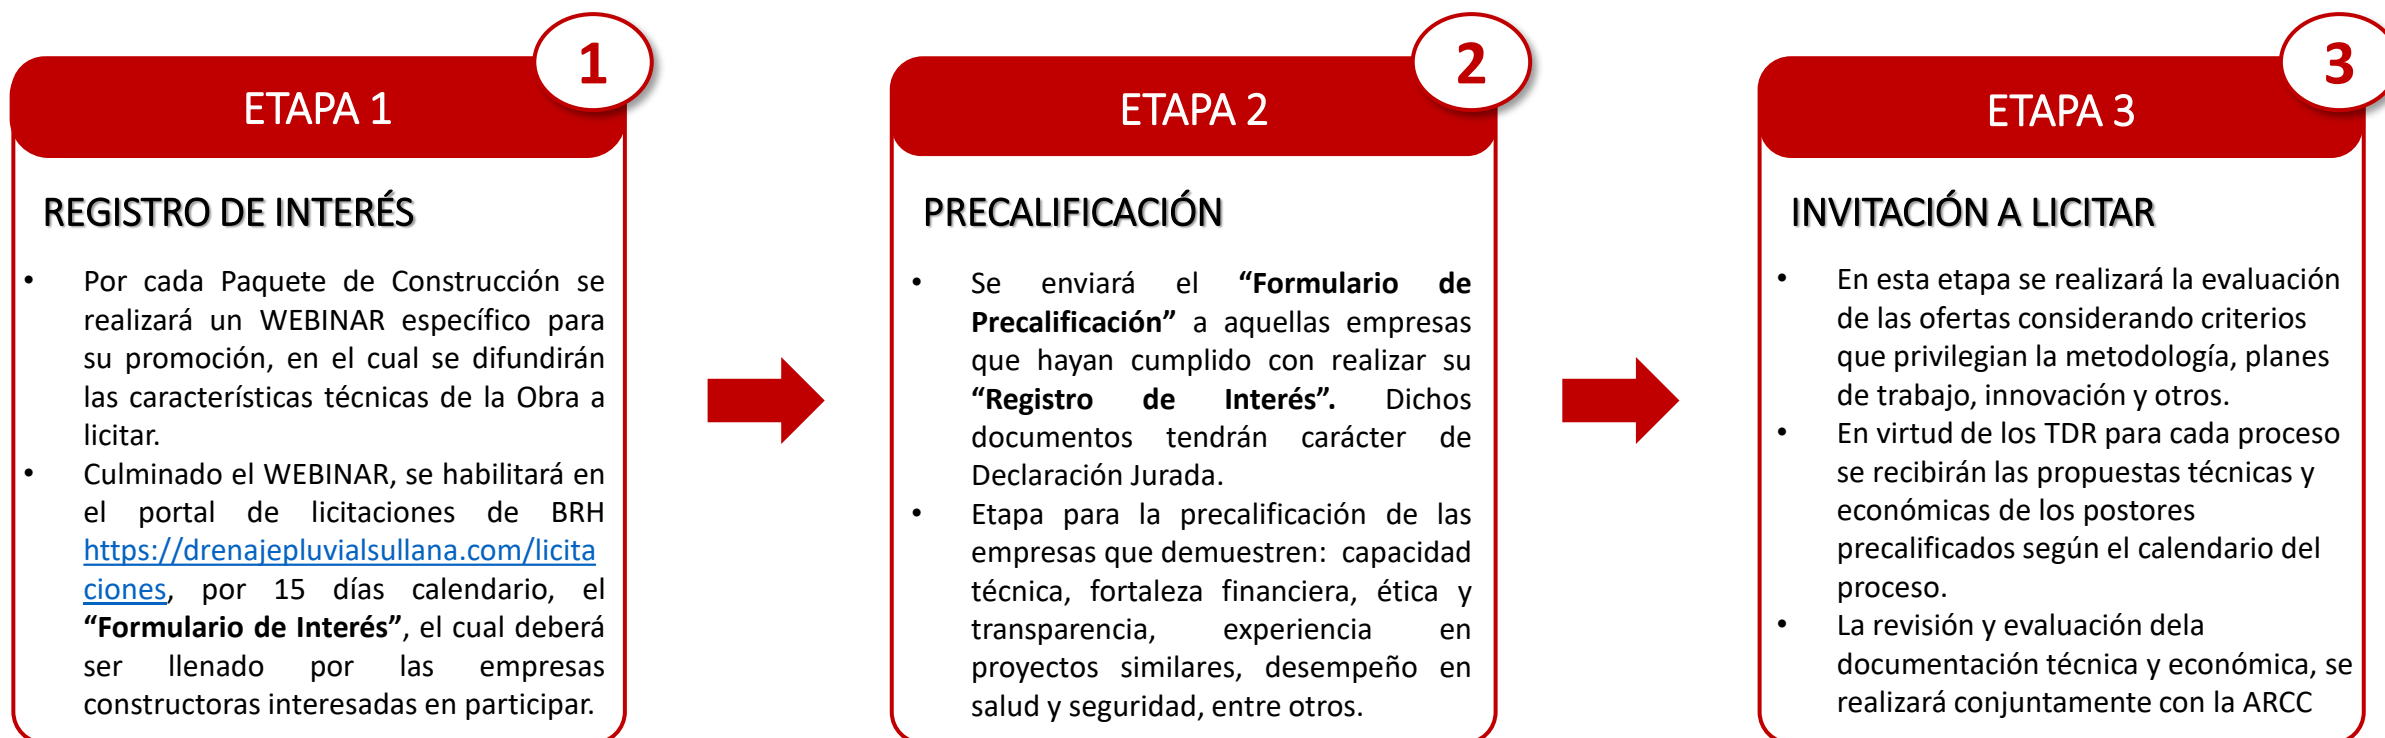 1
ETAPA 1
REGISTRO DE INTERÉS
• Por cada Paquete de Construcción se
realizará un WEBINAR específico para
su promoción, en el cual se difundirán
las características técnicas de la Obra a
licitar.
• Culminado el WEBINAR, se habilitará en
el portal de licitaciones de BRH
https://drenajepluvialsullana.com/licita
ciones, por 15 días calendario, el
“Formulario de Interés”, el cual deberá
ser llenado por las empresas
constructoras interesadas en participar.
2
ETAPA 2
PRECALIFICACIÓN
• Se enviará el “Formulario de
Precalificación” a aquellas empresas
que hayan cumplido con realizar su
“Registro de Interés”. Dichos
documentos tendrán carácter de
Declaración Jurada.
• Etapa para la precalificación de las
empresas que demuestren: capacidad
técnica, fortaleza financiera, ética y
transparencia, experiencia en
proyectos similares, desempeño en
salud y seguridad, entre otros.
3
ETAPA 3
INVITACIÓN A LICITAR
• En esta etapa se realizará la evaluación
de las ofertas considerando criterios
que privilegian la metodología, planes
de trabajo, innovación y otros.
• En virtud de los TDR para cada proceso
se recibirán las propuestas técnicas y
económicas de los postores
precalificados según el calendario del
proceso.
• La revisión y evaluación dela
documentación técnica y económica, se
realizará conjuntamente con la ARCC